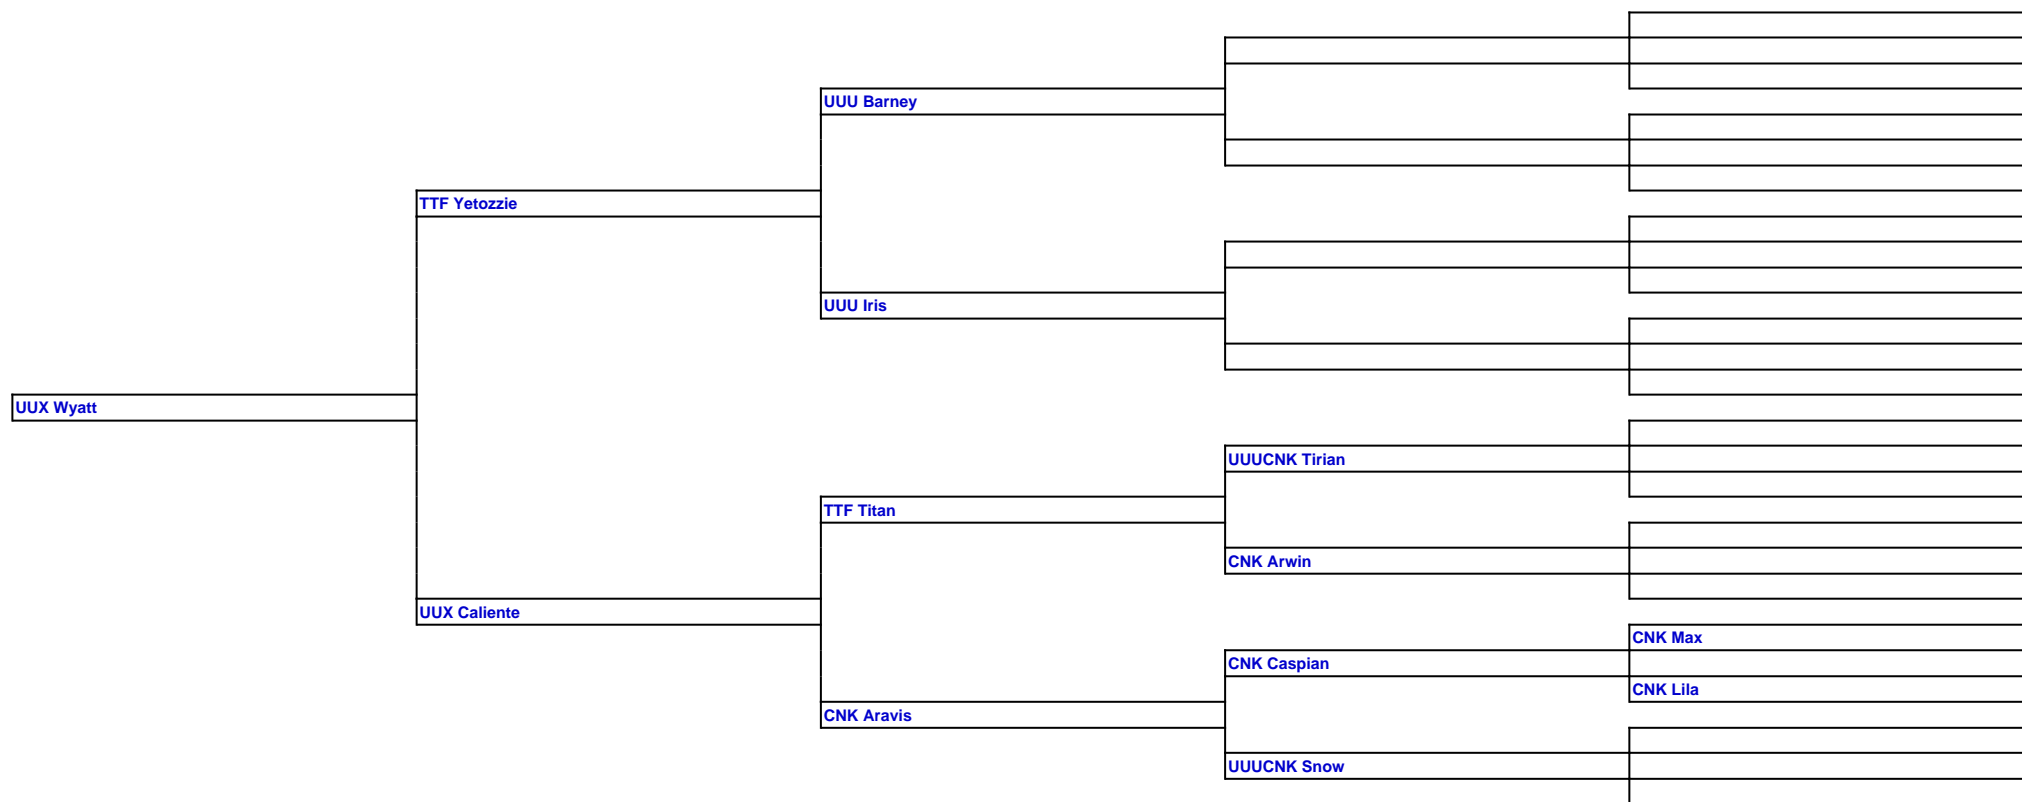 UUU Barney
TTF Yetozzie
UUU Iris
UUX Wyatt
UUUCNK Tirian
TTF Titan
CNK Arwin
UUX Caliente
CNK Max
CNK Caspian
CNK Lila
CNK Aravis
UUUCNK Snow